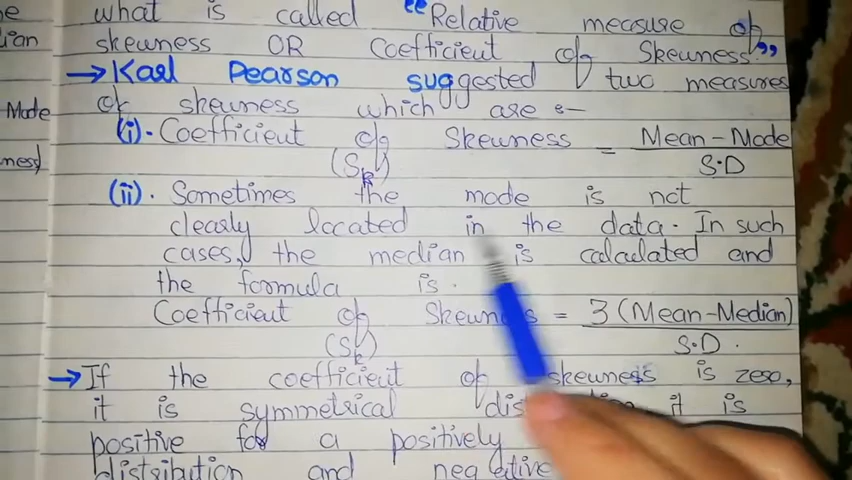 what is called "Relative measure of
skewness OR Coefficient of Skewness."
→ Karl Pearson suggested of two measures
of skewness which are :-
(i). Coefficient of Skewness = Mean - Mode
(Sk) S.D
(ii). Sometimes the mode is not
clearly located in the data. In such
cases, the median is calculated and
the formula is.
Coefficient of Skewness = 3 (Mean - Median)
(Sk) S.D.
→ If the coefficient of skewness is zero,
it is symmetrical it is
positive for a positively
distribution and negative